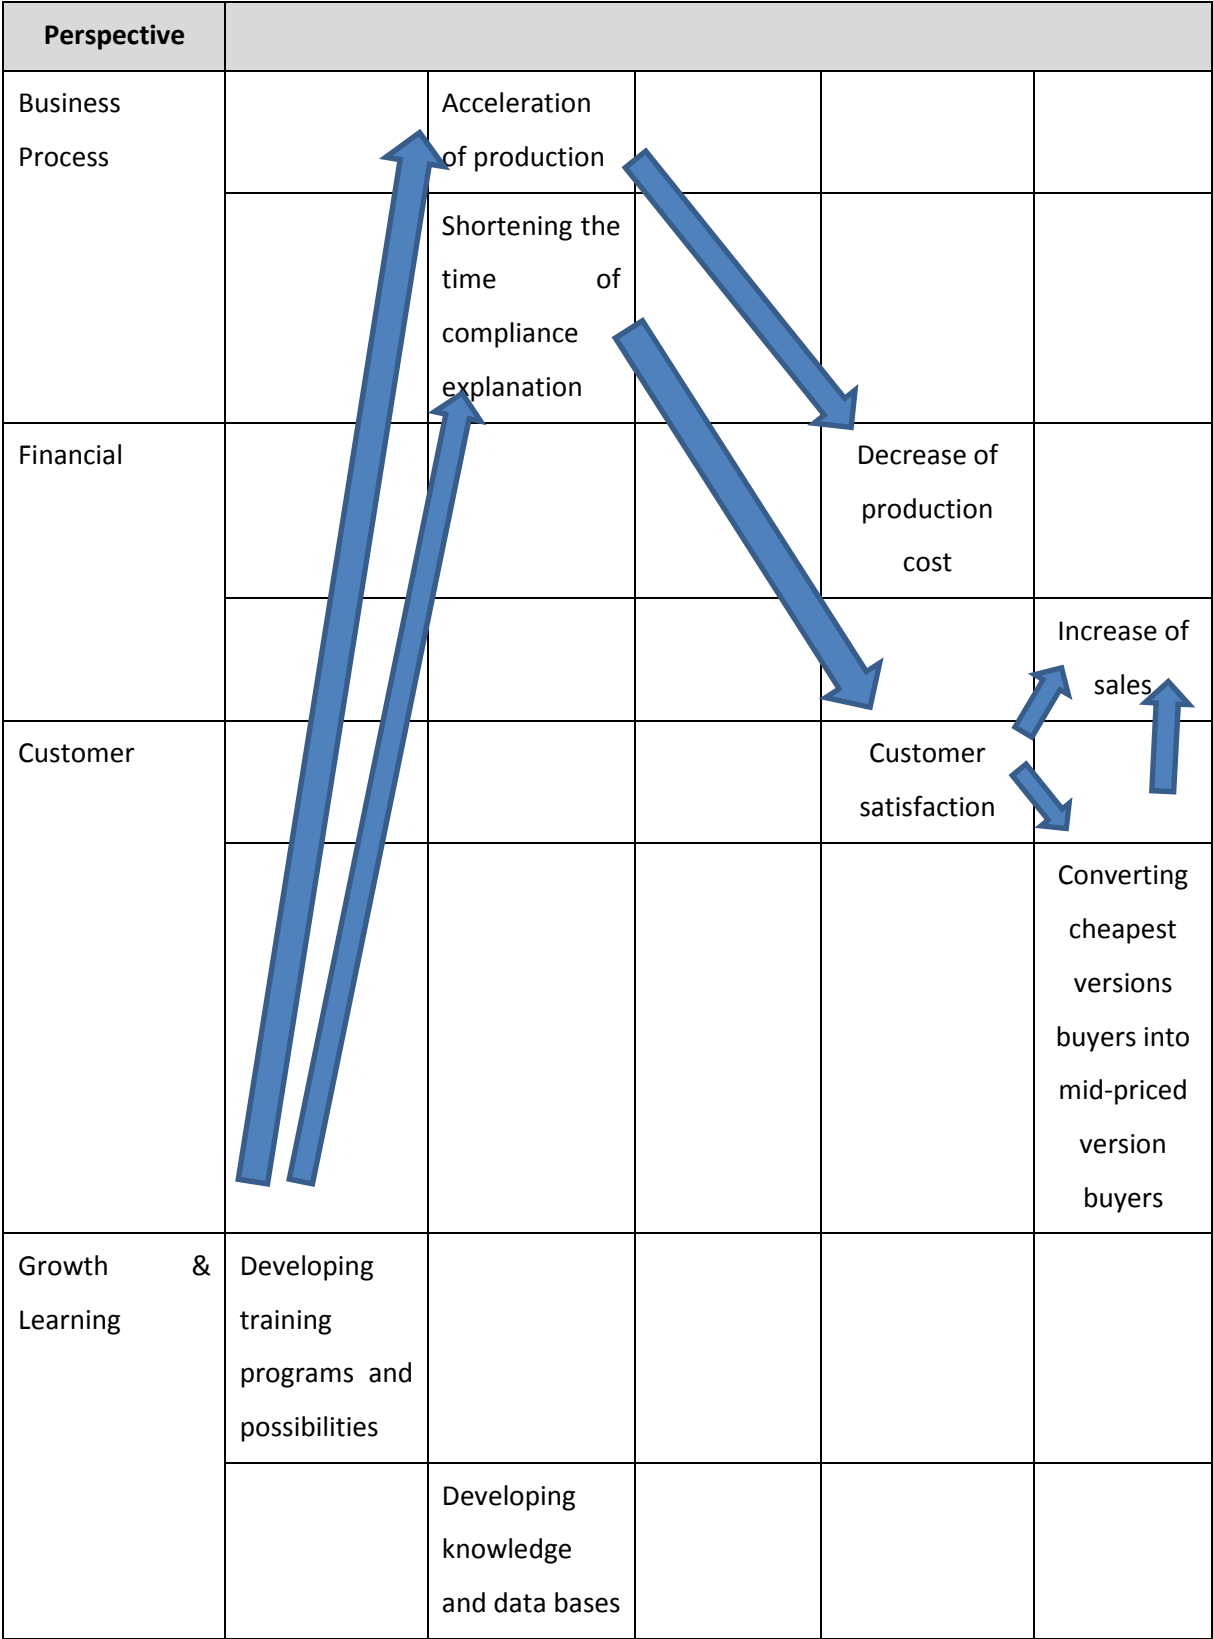 Perspective
Business
Process
Acceleration
of production
Shortening the
time of
compliance
explanation
Financial
Decrease of
production
cost
Increase of
sales
Customer
Customer
satisfaction
Converting
cheapest
versions
buyers into
mid-priced
version
buyers
Growth &
Learning
Developing
training
programs and
possibilities
Developing
knowledge
and data bases